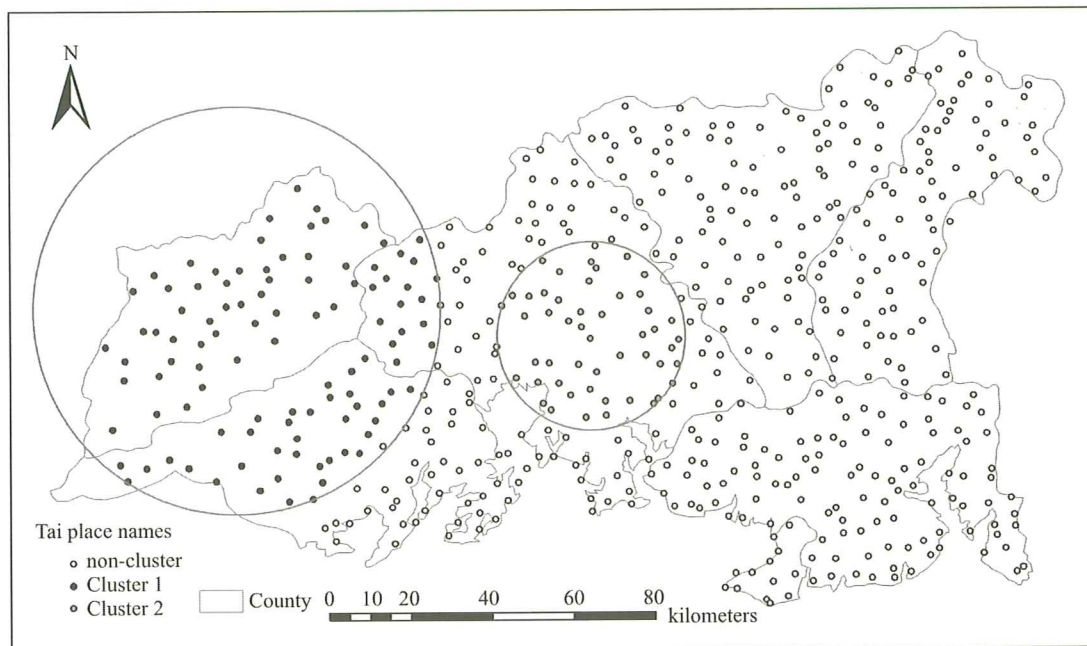 N
Tai place names
non-cluster
Cluster 1
Cluster 2
County
0 10 20 40 60 80
kilometers